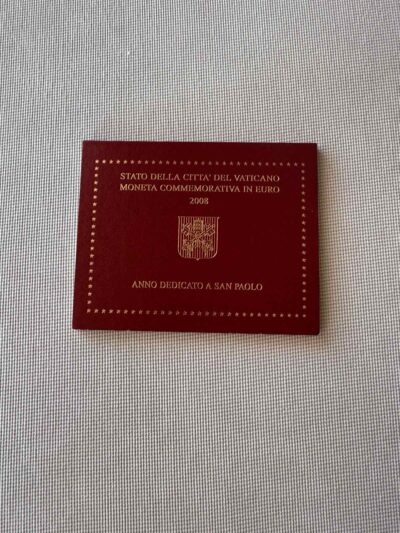 STATO DELLA CITTA' DEL VATICANO
MONETA COMMEMORATIVA IN EURO
2008
ANNO DEDICATO A SAN PAOLO